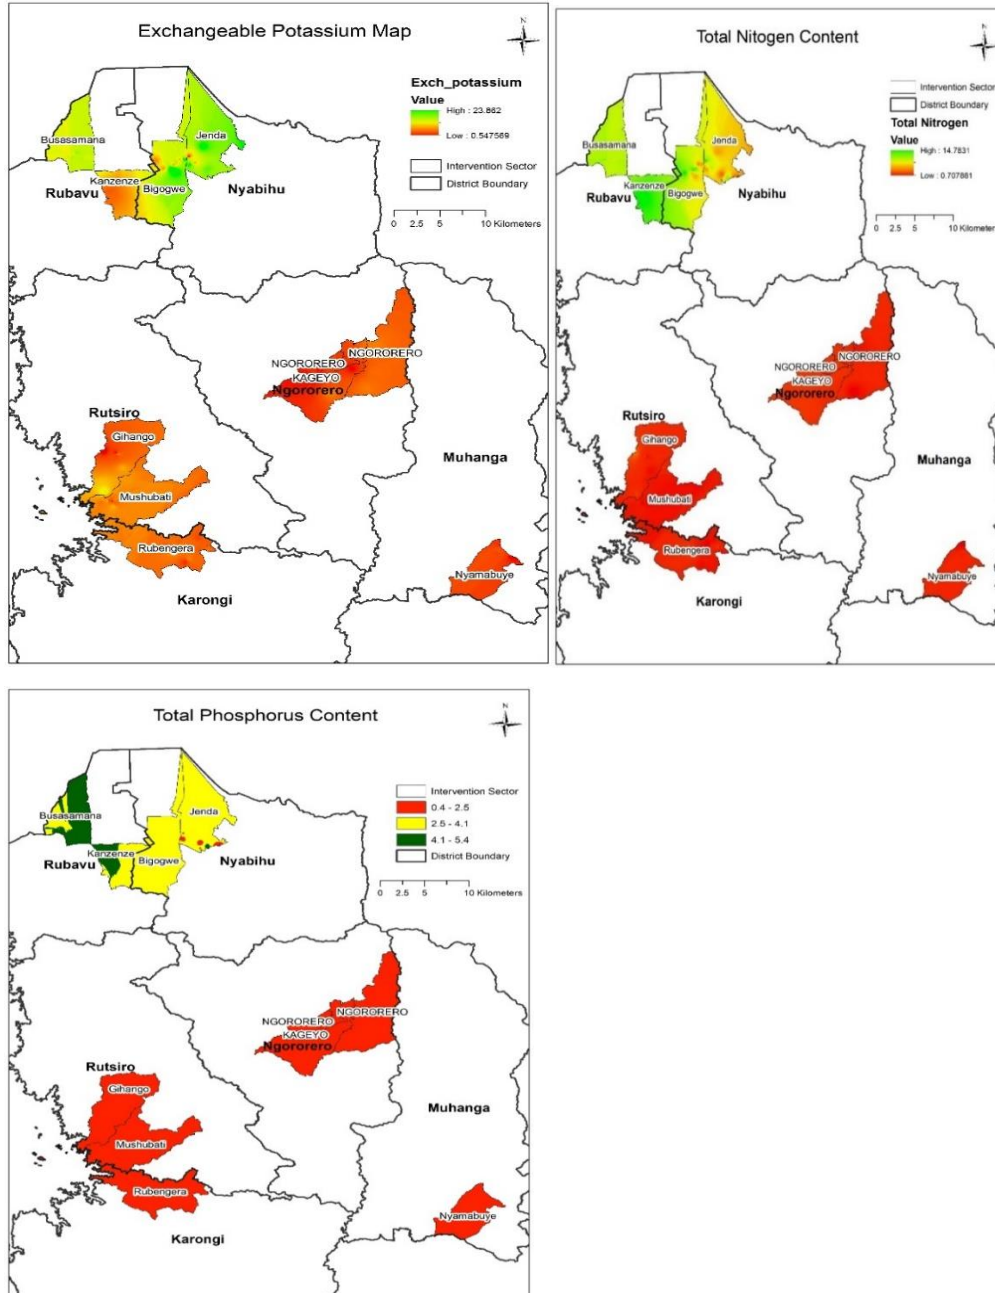 Exchangeable Potassium Map
N
Exch_potassium
Value
High : 23.862
Low : 0.547569
Intervention Sector
District Boundary
0 2.5 5 10 Kilometers
Busasamana
Jenda
Kanzenze
Rubavu
Bigogwe
Nyabihu
NGORORERO
NGORORERO
KAGEYO
Ngororero
Rutsiro
Gihango
Muhanga
Mushubati
Rubengera
Nyamabuye
Karongi
Total Nitogen Content
N
Intervention Sector
District Boundary
Total Nitrogen
Value
High : 14.7831
Low : 0.707881
0 2.5 5 10 Kilometers
Busasamana
Jenda
Kanzenze
Rubavu
Bigogwe
Nyabihu
NGORORERO
NGORORERO
KAGEYO
Ngororero
Rutsiro
Gihango
Muhanga
Mushubati
Rubengera
Nyamabuye
Karongi
Total Phosphorus Content
N
Intervention Sector
0.4 - 2.5
2.5 - 4.1
4.1 - 5.4
District Boundary
0 2.5 5 10 Kilometers
Busasamana
Jenda
Kanzenze
Rubavu
Bigogwe
Nyabihu
NGORORERO
NGORORERO
KAGEYO
Ngororero
Rutsiro
Gihango
Muhanga
Mushubati
Rubengera
Nyamabuye
Karongi